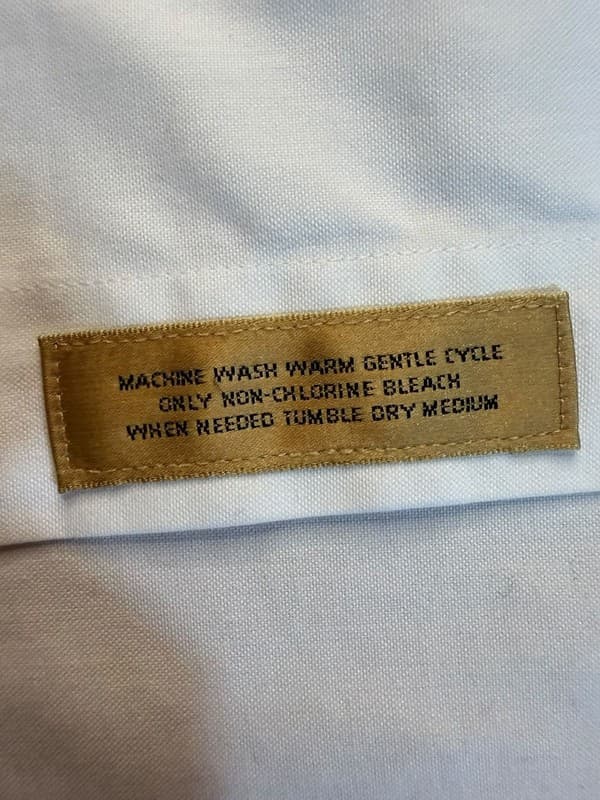 MACHINE WASH WARM GENTLE CYCLE
ONLY NON-CHLORINE BLEACH
WHEN NEEDED TUMBLE DRY MEDIUM